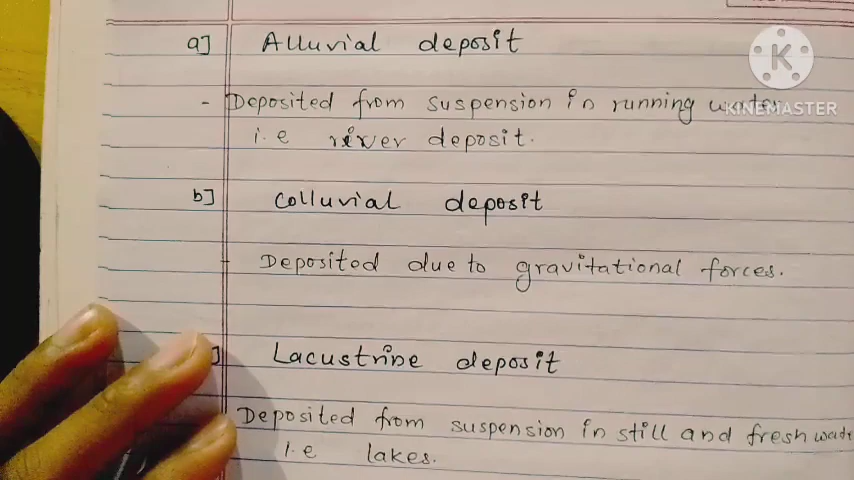 a] Alluvial deposit
- Deposited from suspension in running water
i.e river deposit.
b] Colluvial deposit
- Deposited due to gravitational forces.
] Lacustrine deposit
Deposited from suspension in still and fresh wate
i.e lakes.
K
KINEMASTER